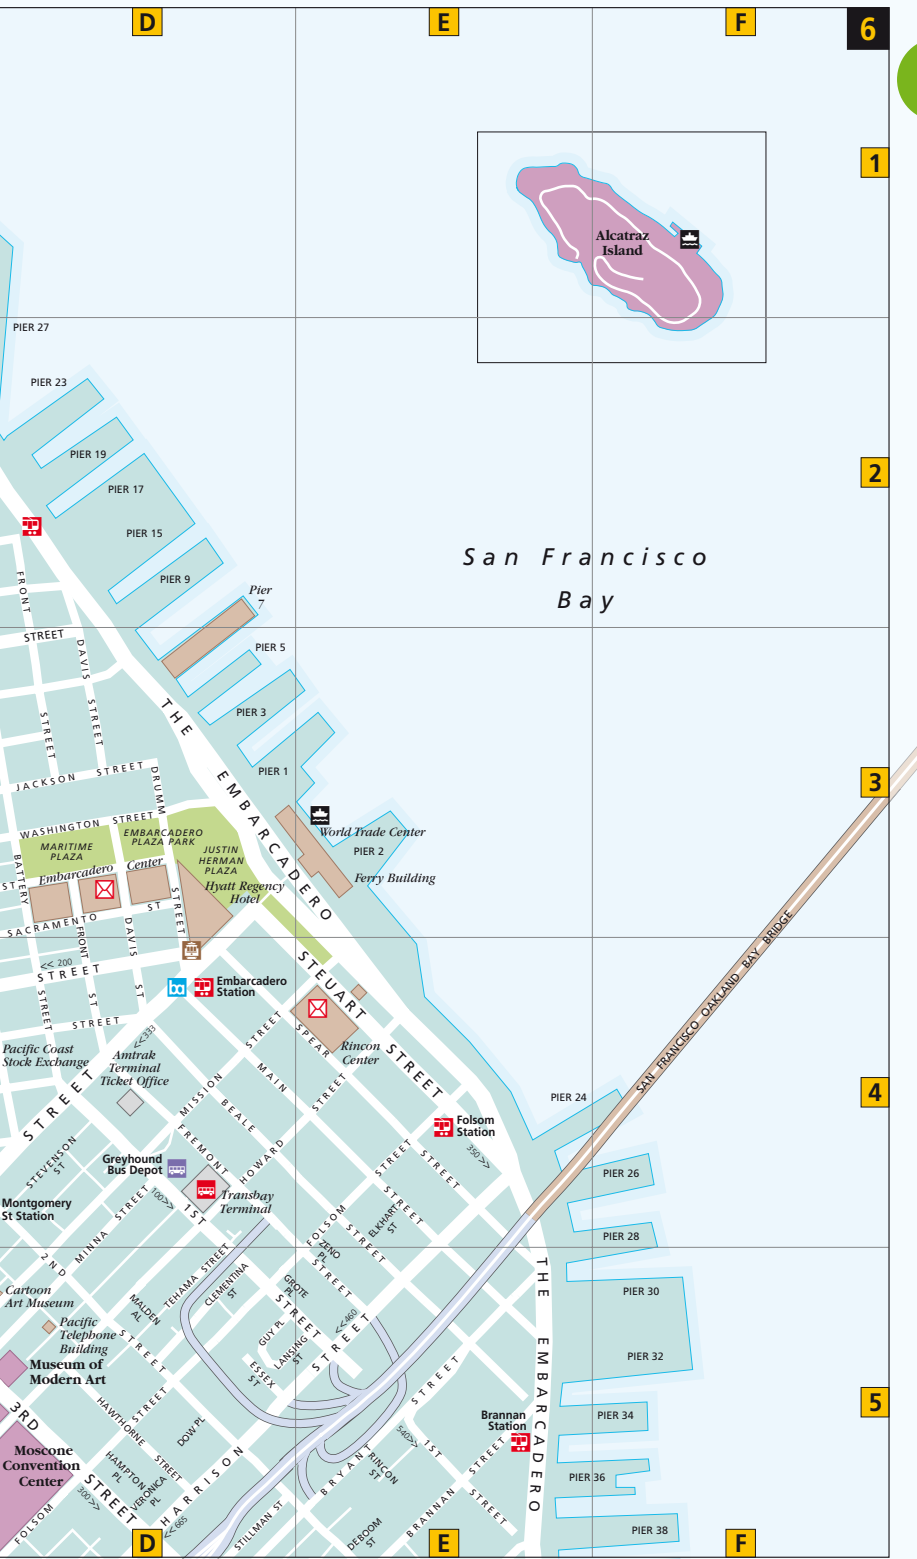 D
E
F
6
1
Alcatraz
Island
PIER 27
PIER 23
PIER 19
2
PIER 17
PIER 15
San Francisco
Bay
PIER 9
FRONT
Pier
7
STREET
DAVIS
PIER 5
STREET
STREET
THE
PIER 3
JACKSON STREET
DRUMM
EMBARCADERO
PIER 1
3
WASHINGTON STREET
World Trade Center
EMBARCADERO
PLAZA PARK
MARITIME
PLAZA
JUSTIN
HERMAN
PLAZA
PIER 2
BATTERY
Embarcadero Center
Ferry Building
ST
Hyatt Regency
Hotel
STREET
SACRAMENTO ST
FRONT
DAVIS
SAN FRANCISCO OAKLAND BAY BRIDGE
<< 200
STREET
STEUART
STREET
Embarcadero
Station
STREET
ST
ST
STREET
<<333
SPEAR
STREET
Rincon
Center
Pacific Coast
Stock Exchange
Amtrak
Terminal
Ticket Office
MAIN
STREET
STREET
MISSION
STREET
BEALE
PIER 24
4
FREMONT
Folsom
Station
350>>
HOWARD
STREET
STREET
STEVENSON
ST
Greyhound
Bus Depot
100>>
1ST
Transbay
Terminal
PIER 26
Montgomery
St Station
MINNA STREET
STREET
ELKHART
ST
FOLSOM
STREET
PIER 28
2ND
ZENO
PL
STREET
THE
EMBARCADERO
TEHAMA STREET
CLEMENTINA
ST
GROTE
PL
STREET
PIER 30
Cartoon
Art Museum
MALDEN
AL
<<460
STREET
Pacific
Telephone
Building
GUY PL
LANSING
ST
STREET
PIER 32
Museum of
Modern Art
ESSEX
ST
STREET
STREET
3RD
HAWTHORNE
STREET
5
PIER 34
Brannan
Station
DOW PL
540>>
1ST
STREET
Moscone
Convention
Center
HAMPTON
PL
VERONICA
PL
HARRISON
BRYANT
RINCON
ST
STREET
PIER 36
300>>
STREET
FOLSOM
<<665
STILLMAN ST
DEBOOM
ST
BRANNAN
STREET
PIER 38
D
E
F